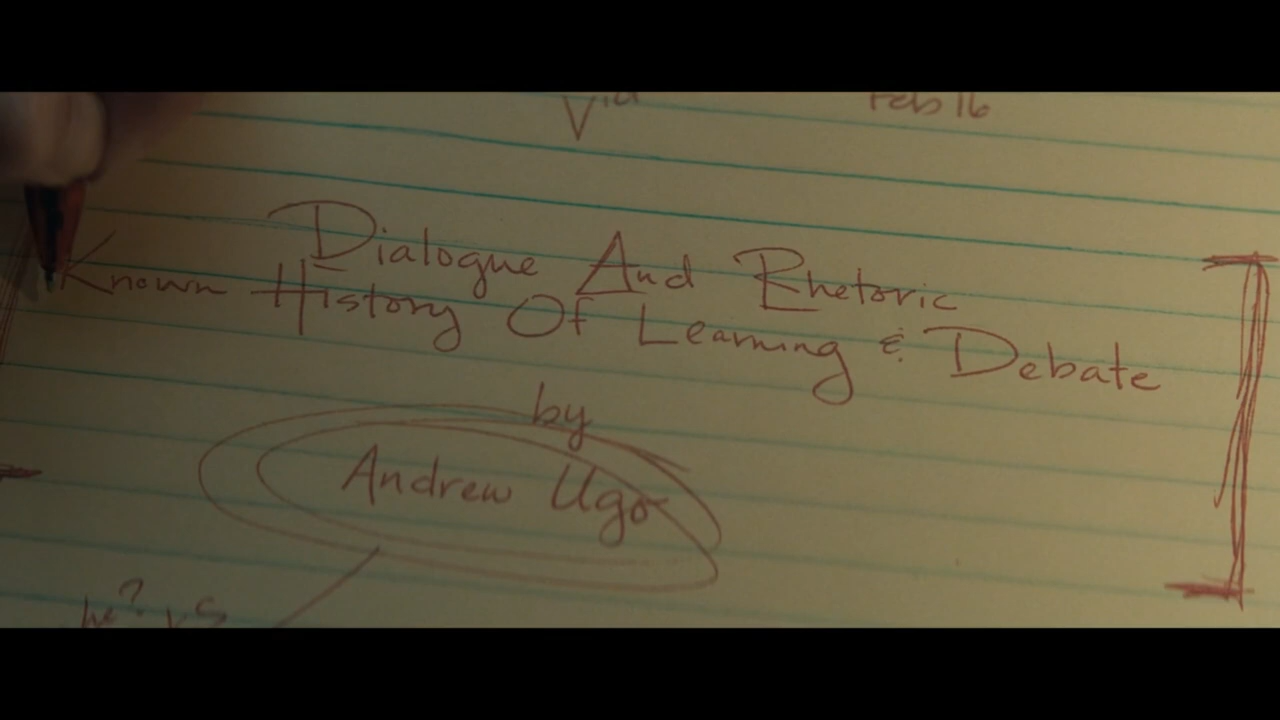 Feb 16
Dialogue And Rhetoric
Known History Of Learning & Debate
by
Andrew Ugo